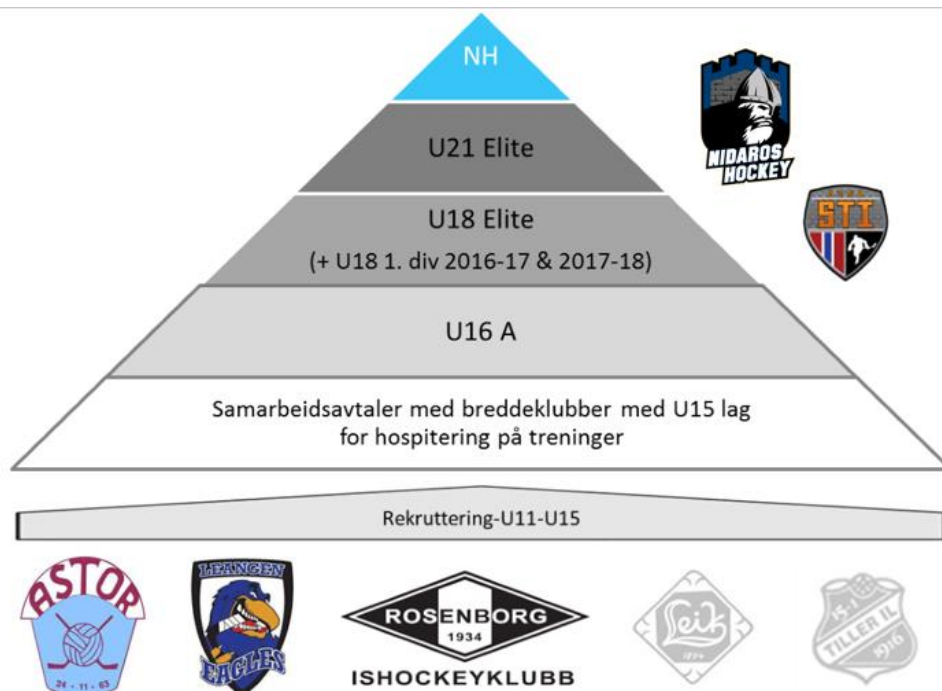 NH
U21 Elite
U18 Elite
(+ U18 1. div 2016-17 & 2017-18)
U16 A
Samarbeidsavtaler med breddeklubber med U15 lag
for hospitering på treninger
Rekruttering-U11-U15
NIDAROS
HOCKEY
STI
ASTOR
24-11-63
LEANGEN
EAGLES
ROSENBORG
1934
ISHOCKEYKLUBB
Leik
TILLER IL
1916